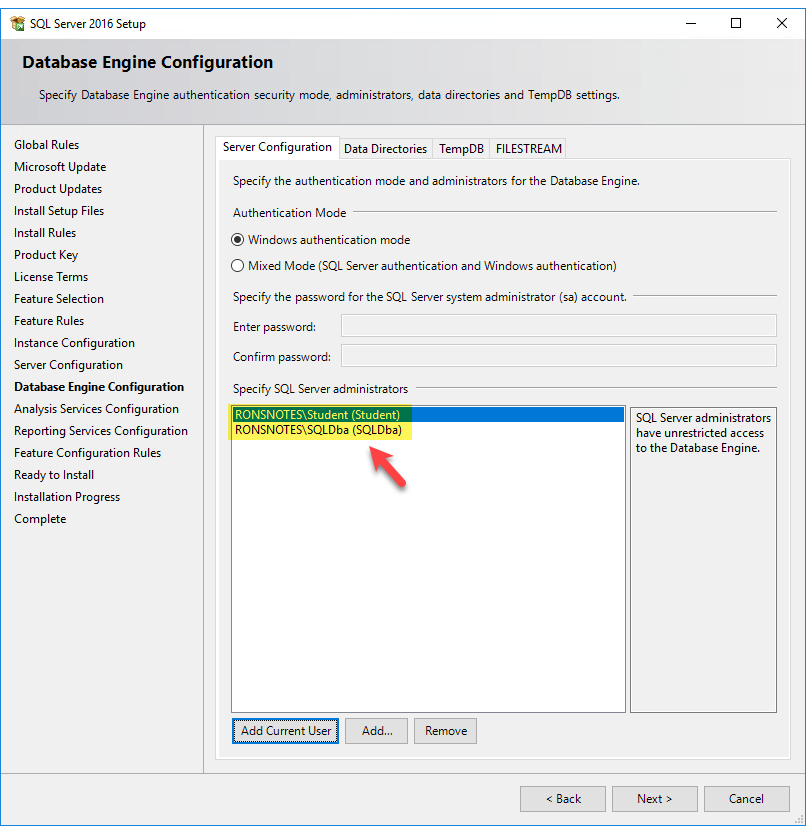 SQL Server 2016 Setup
Database Engine Configuration
Specify Database Engine authentication security mode, administrators, data directories and TempDB settings.
Global Rules
Microsoft Update
Product Updates
Install Setup Files
Install Rules
Product Key
License Terms
Feature Selection
Feature Rules
Instance Configuration
Server Configuration
Database Engine Configuration
Analysis Services Configuration
Reporting Services Configuration
Feature Configuration Rules
Ready to Install
Installation Progress
Complete
Server Configuration Data Directories TempDB FILESTREAM
Specify the authentication mode and administrators for the Database Engine.
Authentication Mode
Windows authentication mode
Mixed Mode (SQL Server authentication and Windows authentication)
Specify the password for the SQL Server system administrator (sa) account.
Enter password:
Confirm password:
Specify SQL Server administrators
RONSNOTES\Student (Student)
RONSNOTES\SQLDba (SQLDba)
SQL Server administrators
have unrestricted access
to the Database Engine.
Add Current User Add... Remove
< Back Next > Cancel